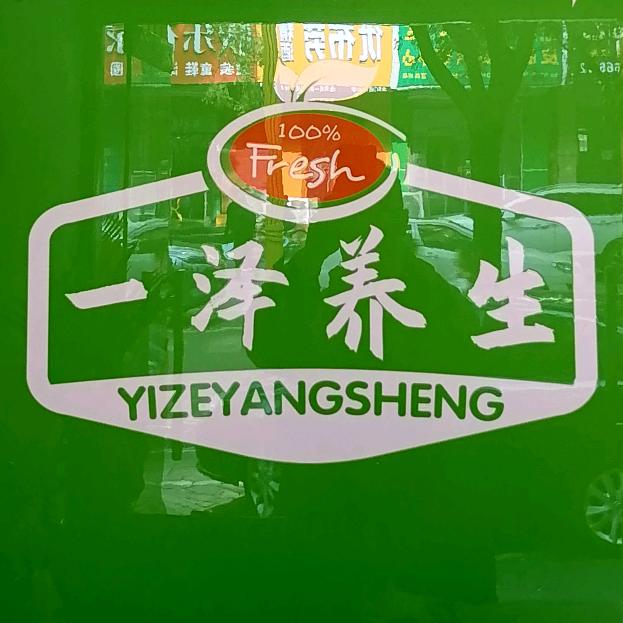 100%
Fresh
一泽养生
YIZEYANGSHENG